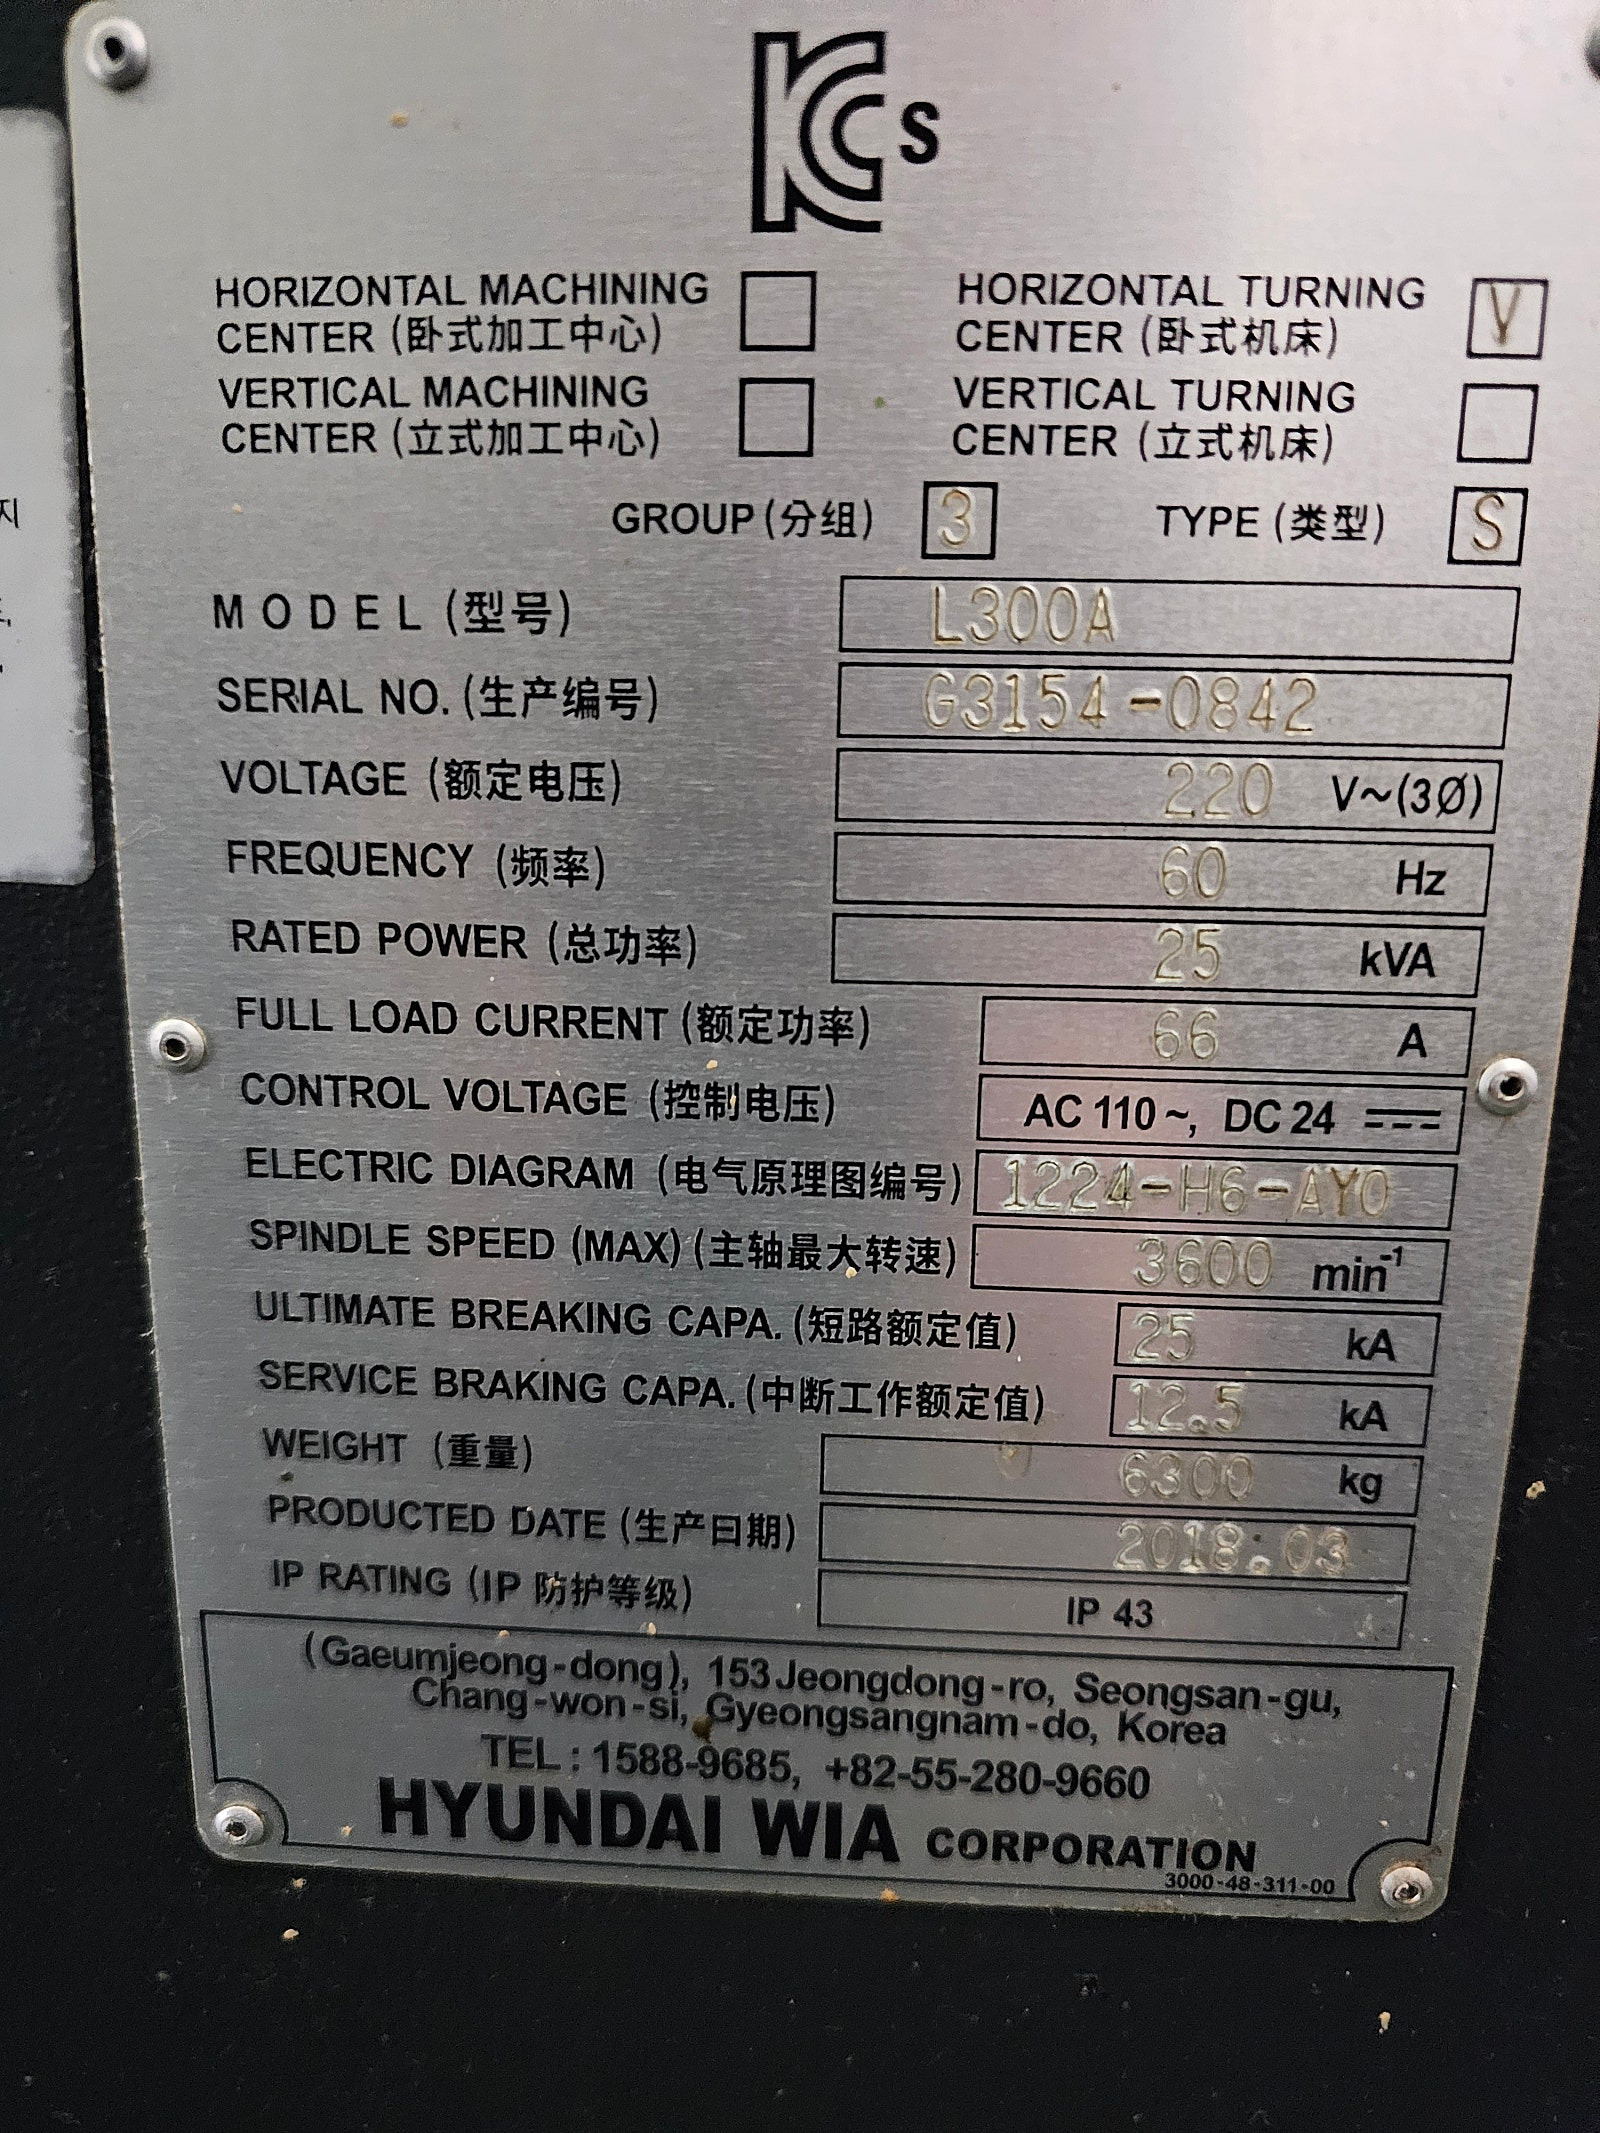 KCs
HORIZONTAL MACHINING CENTER (卧式加工中心)
HORIZONTAL TURNING CENTER (卧式机床) V
VERTICAL MACHINING CENTER (立式加工中心)
VERTICAL TURNING CENTER (立式机床)
GROUP (分组) 3 TYPE (类型) S
MODEL (型号) L300A
SERIAL NO. (生产编号) G3154-0842
VOLTAGE (额定电压) 220 V~(3Ø)
FREQUENCY (频率) 60 Hz
RATED POWER (总功率) 25 kVA
FULL LOAD CURRENT (额定功率) 66 A
CONTROL VOLTAGE (控制电压) AC 110 ~, DC 24 ⎓
ELECTRIC DIAGRAM (电气原理图编号) 1224-H6-AY0
SPINDLE SPEED (MAX) (主轴最大转速) 3600 min⁻¹
ULTIMATE BREAKING CAPA. (短路额定值) 25 kA
SERVICE BRAKING CAPA. (中断工作额定值) 12.5 kA
WEIGHT (重量) 6300 kg
PRODUCTED DATE (生产日期) 2018.03
IP RATING (IP 防护等级) IP 43
(Gaeumjeong-dong), 153 Jeongdong-ro, Seongsan-gu,
Chang-won-si, Gyeongsangnam-do, Korea
TEL : 1588-9685, +82-55-280-9660
HYUNDAI WIA CORPORATION
3000-48-311-00
지